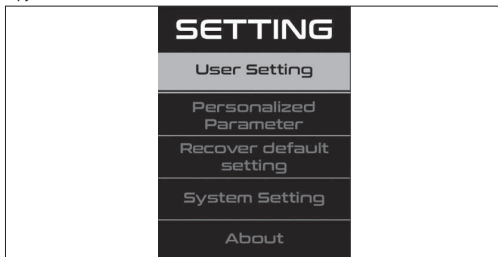 SETTING
User Setting
Personalized
Parameter
Recover default
setting
System Setting
About